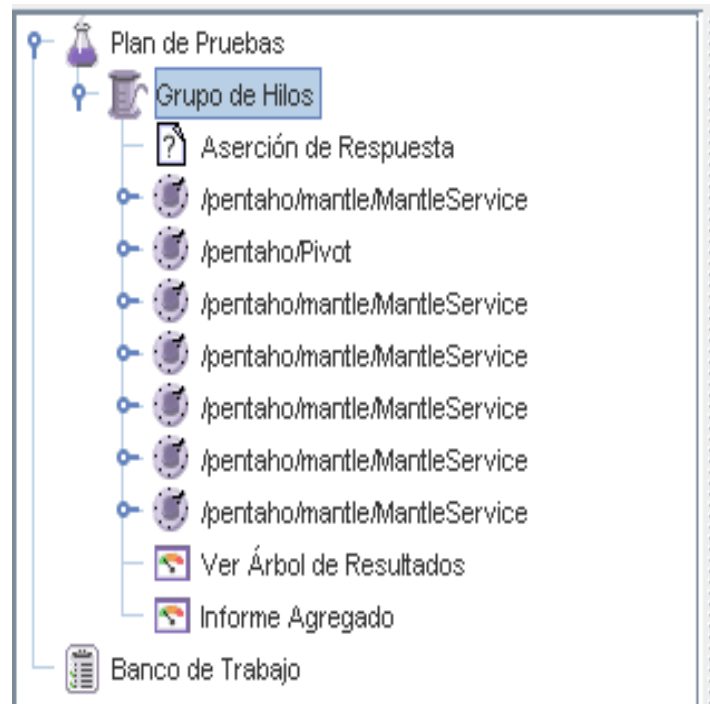 Plan de Pruebas
Grupo de Hilos
Aserción de Respuesta
/pentaho/mantle/MantleService
/pentaho/Pivot
/pentaho/mantle/MantleService
/pentaho/mantle/MantleService
/pentaho/mantle/MantleService
/pentaho/mantle/MantleService
/pentaho/mantle/MantleService
Ver Árbol de Resultados
Informe Agregado
Banco de Trabajo